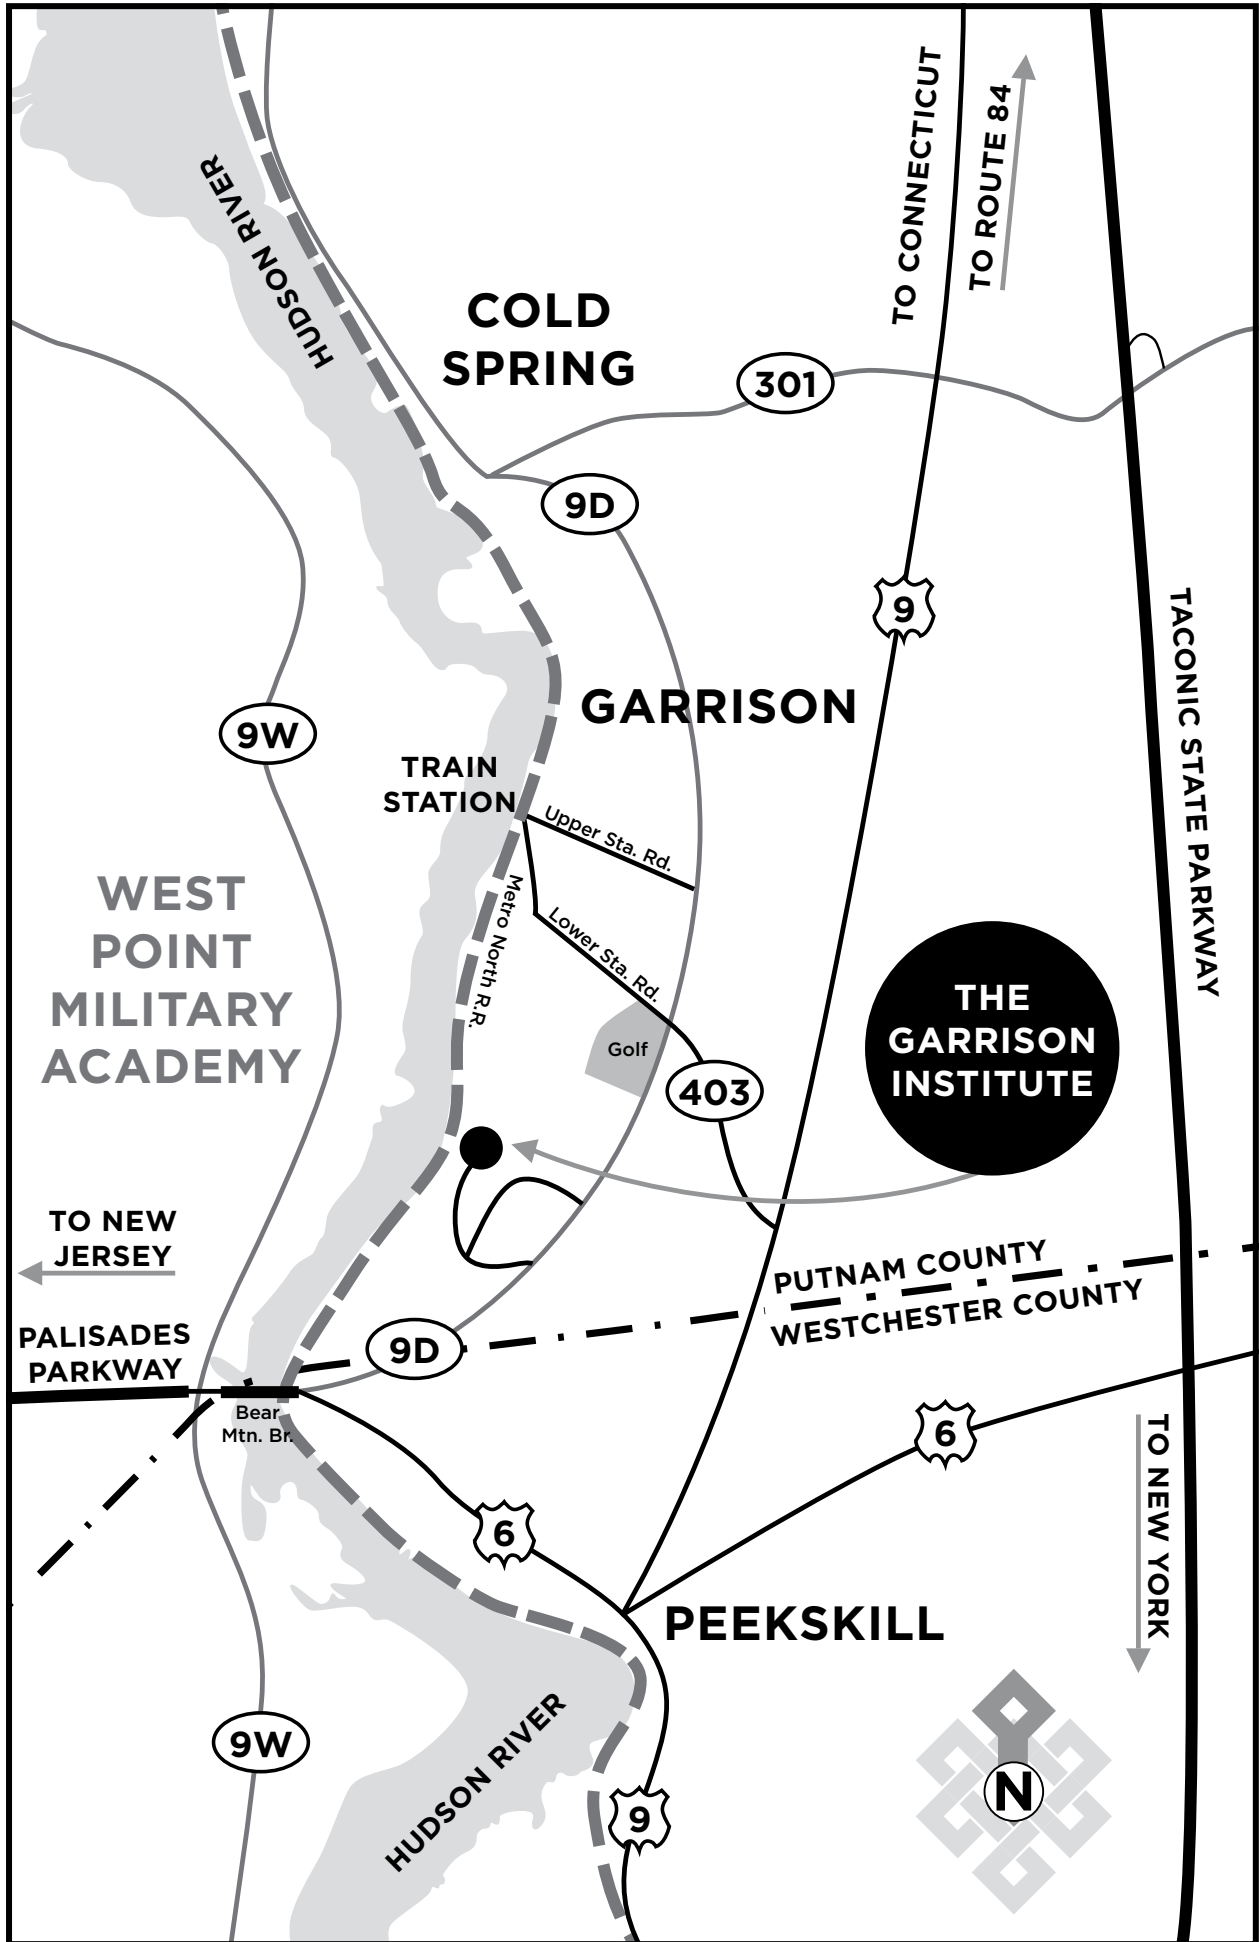 TO CONNECTICUT
TO ROUTE 84
HUDSON RIVER
COLD
SPRING
301
9D
9
TACONIC STATE PARKWAY
GARRISON
9W
TRAIN
STATION
Upper Sta. Rd.
WEST
POINT
MILITARY
ACADEMY
Metro North R.R.
Lower Sta. Rd.
Golf
403
THE
GARRISON
INSTITUTE
TO NEW
JERSEY
PUTNAM COUNTY
WESTCHESTER COUNTY
PALISADES
PARKWAY
9D
Bear
Mtn. Br.
6
6
TO NEW YORK
PEEKSKILL
HUDSON RIVER
9W
9
N